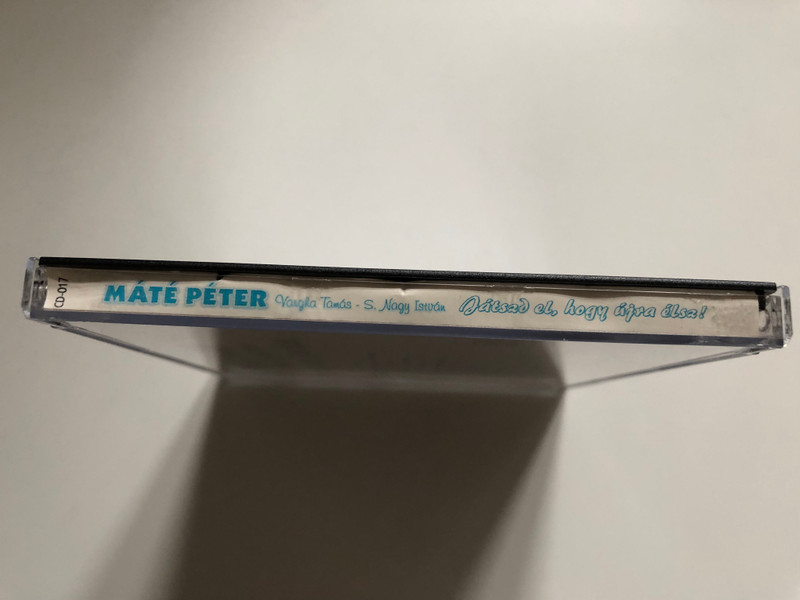 CD-017
MÁTÉ PÉTER Vargha Tamás - S. Nagy István Játszd el, hogy újra élsz!